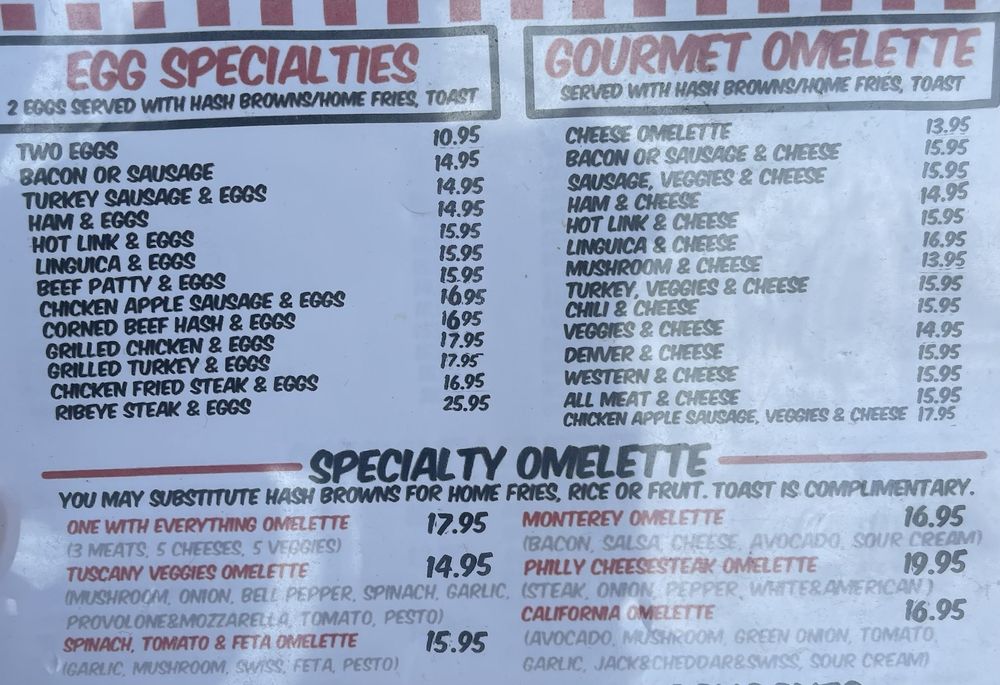 EGG SPECIALTIES
2 EGGS SERVED WITH HASH BROWNS/HOME FRIES, TOAST
TWO EGGS 10.95
BACON OR SAUSAGE 14.95
TURKEY SAUSAGE & EGGS 14.95
HAM & EGGS 14.95
HOT LINK & EGGS 15.95
LINGUICA & EGGS 15.95
BEEF PATTY & EGGS 15.95
CHICKEN APPLE SAUSAGE & EGGS 16.95
CORNED BEEF HASH & EGGS 16.95
GRILLED CHICKEN & EGGS 17.95
GRILLED TURKEY & EGGS 17.95
CHICKEN FRIED STEAK & EGGS 16.95
RIBEYE STEAK & EGGS 25.95
GOURMET OMELETTE
SERVED WITH HASH BROWNS/HOME FRIES, TOAST
CHEESE OMELETTE 13.95
BACON OR SAUSAGE & CHEESE 15.95
SAUSAGE, VEGGIES & CHEESE 15.95
HAM & CHEESE 14.95
HOT LINK & CHEESE 15.95
LINGUICA & CHEESE 16.95
MUSHROOM & CHEESE 13.95
TURKEY, VEGGIES & CHEESE 15.95
CHILI & CHEESE 15.95
VEGGIES & CHEESE 14.95
DENVER & CHEESE 15.95
WESTERN & CHEESE 15.95
ALL MEAT & CHEESE 15.95
CHICKEN APPLE SAUSAGE, VEGGIES & CHEESE 17.95
SPECIALTY OMELETTE
YOU MAY SUBSTITUTE HASH BROWNS FOR HOME FRIES, RICE OR FRUIT. TOAST IS COMPLIMENTARY.
ONE WITH EVERYTHING OMELETTE 17.95
(3 MEATS, 5 CHEESES, 5 VEGGIES)
TUSCANY VEGGIES OMELETTE 14.95
(MUSHROOM, ONION, BELL PEPPER, SPINACH, GARLIC,
PROVOLONE&MOZZARELLA, TOMATO, PESTO)
SPINACH, TOMATO & FETA OMELETTE 15.95
(GARLIC, MUSHROOM, SWISS, FETA, PESTO)
MONTEREY OMELETTE 16.95
(BACON, SALSA, CHEESE, AVOCADO, SOUR CREAM)
PHILLY CHEESESTEAK OMELETTE 19.95
(STEAK, ONION, PEPPER, WHITE&AMERICAN)
CALIFORNIA OMELETTE 16.95
(AVOCADO, MUSHROOM, GREEN ONION, TOMATO,
GARLIC, JACK&CHEDDAR&SWISS, SOUR CREAM)